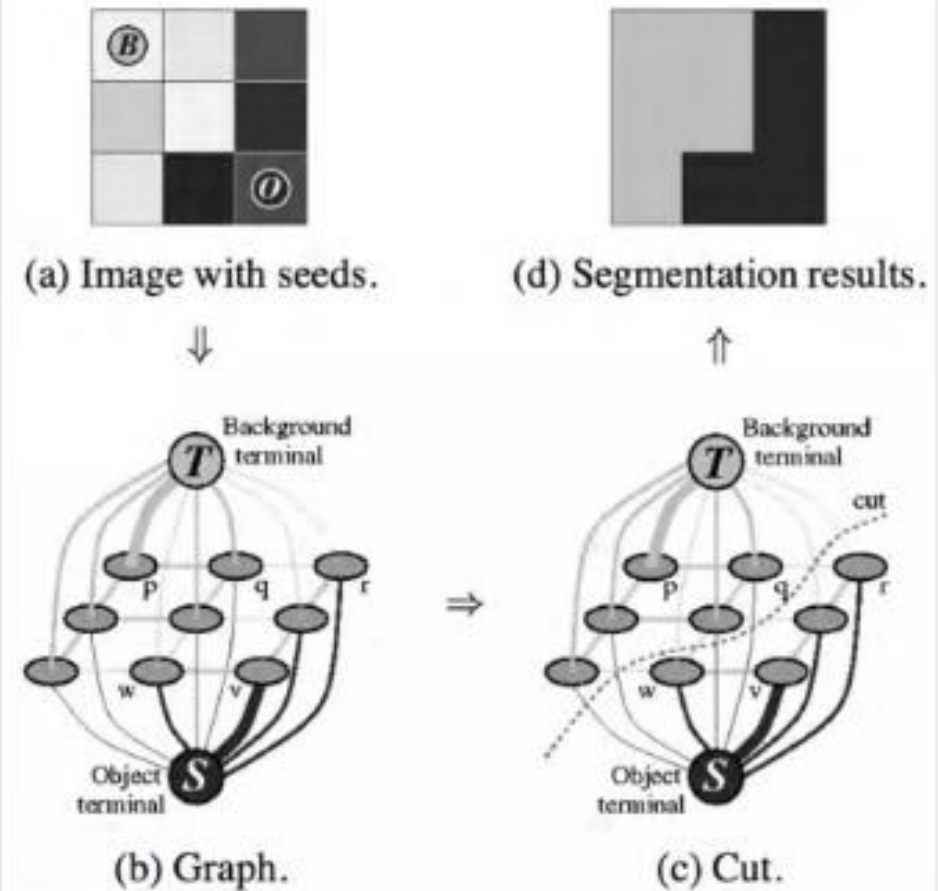 B
O
(a) Image with seeds.
(d) Segmentation results.
⇓
⇑
Background
terminal
T
p
q
r
w
v
S
Object
terminal
(b) Graph.
⇒
Background
terminal
T
cut
p
q
r
w
v
S
Object
terminal
(c) Cut.